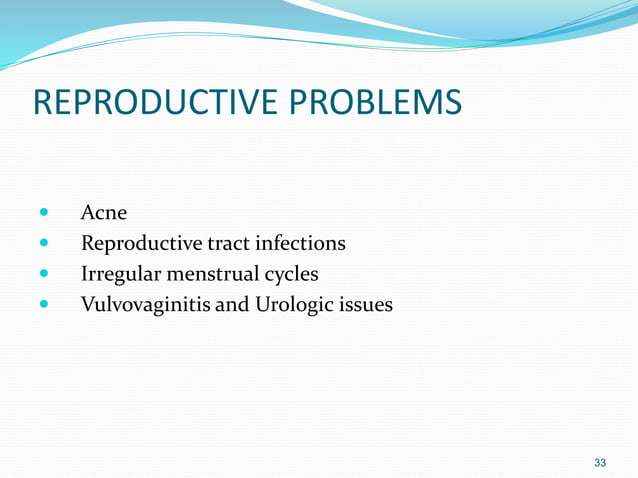 REPRODUCTIVE PROBLEMS
Acne
Reproductive tract infections
Irregular menstrual cycles
Vulvovaginitis and Urologic issues
33